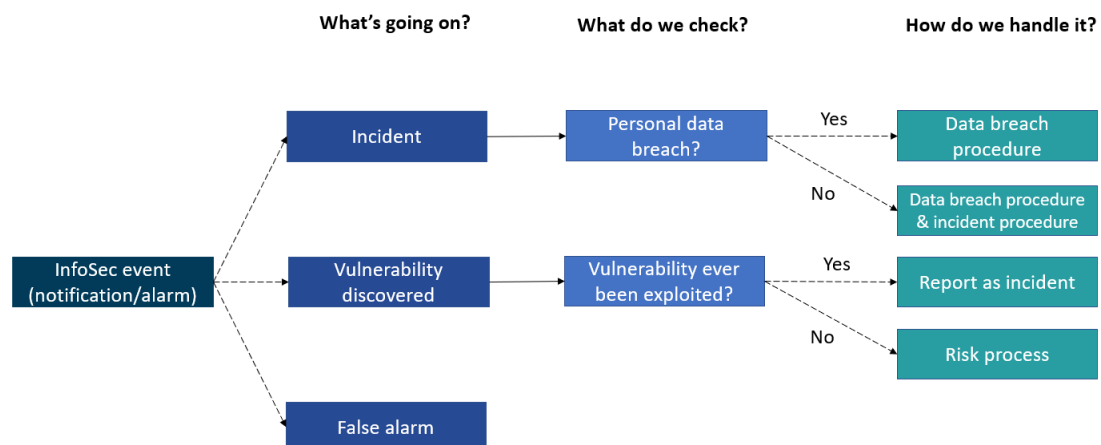 What's going on?
What do we check?
How do we handle it?
Incident
Personal data
breach?
Yes
Data breach
procedure
No
Data breach procedure
& incident procedure
InfoSec event
(notification/alarm)
Vulnerability
discovered
Vulnerability ever
been exploited?
Yes
Report as incident
No
Risk process
False alarm